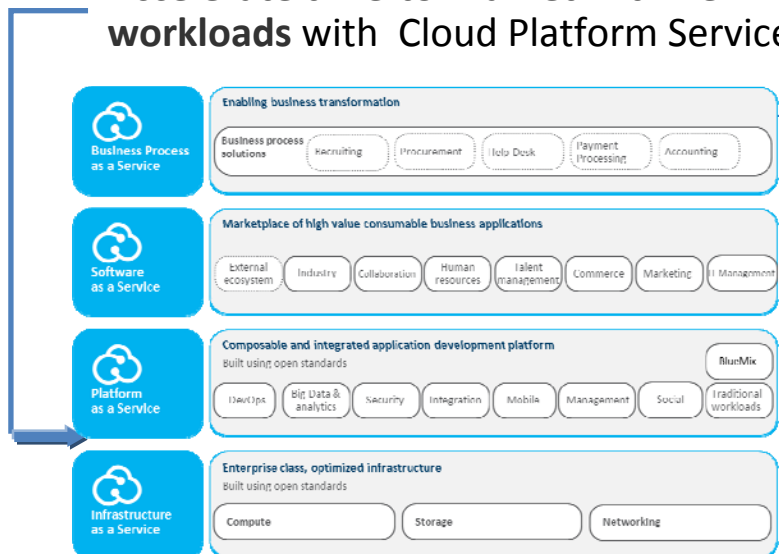 workloads with Cloud Platform Service
Business Process
as a Service
Enabling business transformation
Business process
solutions
Recruiting
Procurement
Help Desk
Payment
Processing
Accounting
Software
as a Service
Marketplace of high value consumable business applications
External
ecosystem
Industry
Collaboration
Human
resources
Talent
management
Commerce
Marketing
IT Management
Platform
as a Service
Composable and integrated application development platform
Built using open standards
BlueMix
DevOps
Big Data &
analytics
Security
Integration
Mobile
Management
Social
Traditional
workloads
Infrastructure
as a Service
Enterprise class, optimized infrastructure
Built using open standards
Compute
Storage
Networking